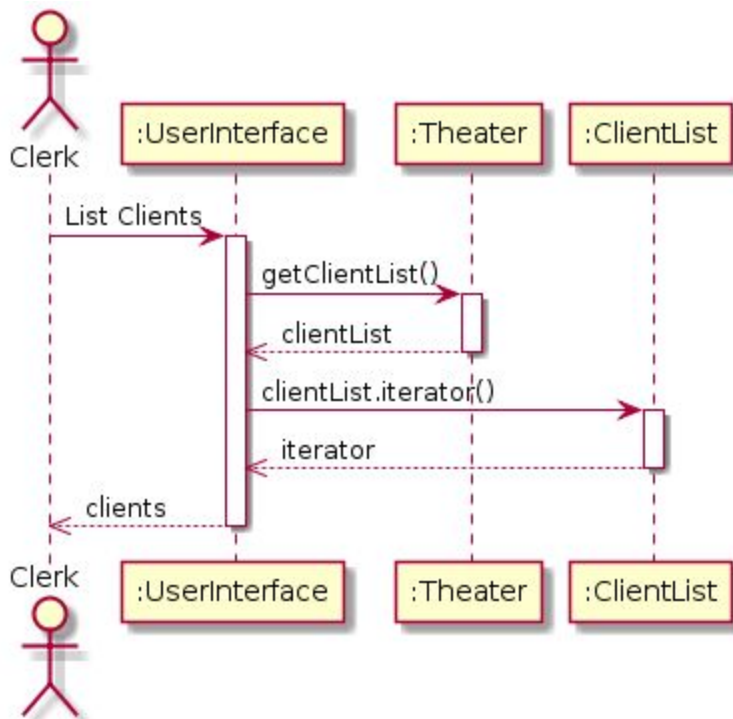 Clerk
:UserInterface
:Theater
:ClientList
List Clients
getClientList()
clientList
clientList.iterator()
iterator
clients
Clerk
:UserInterface
:Theater
:ClientList